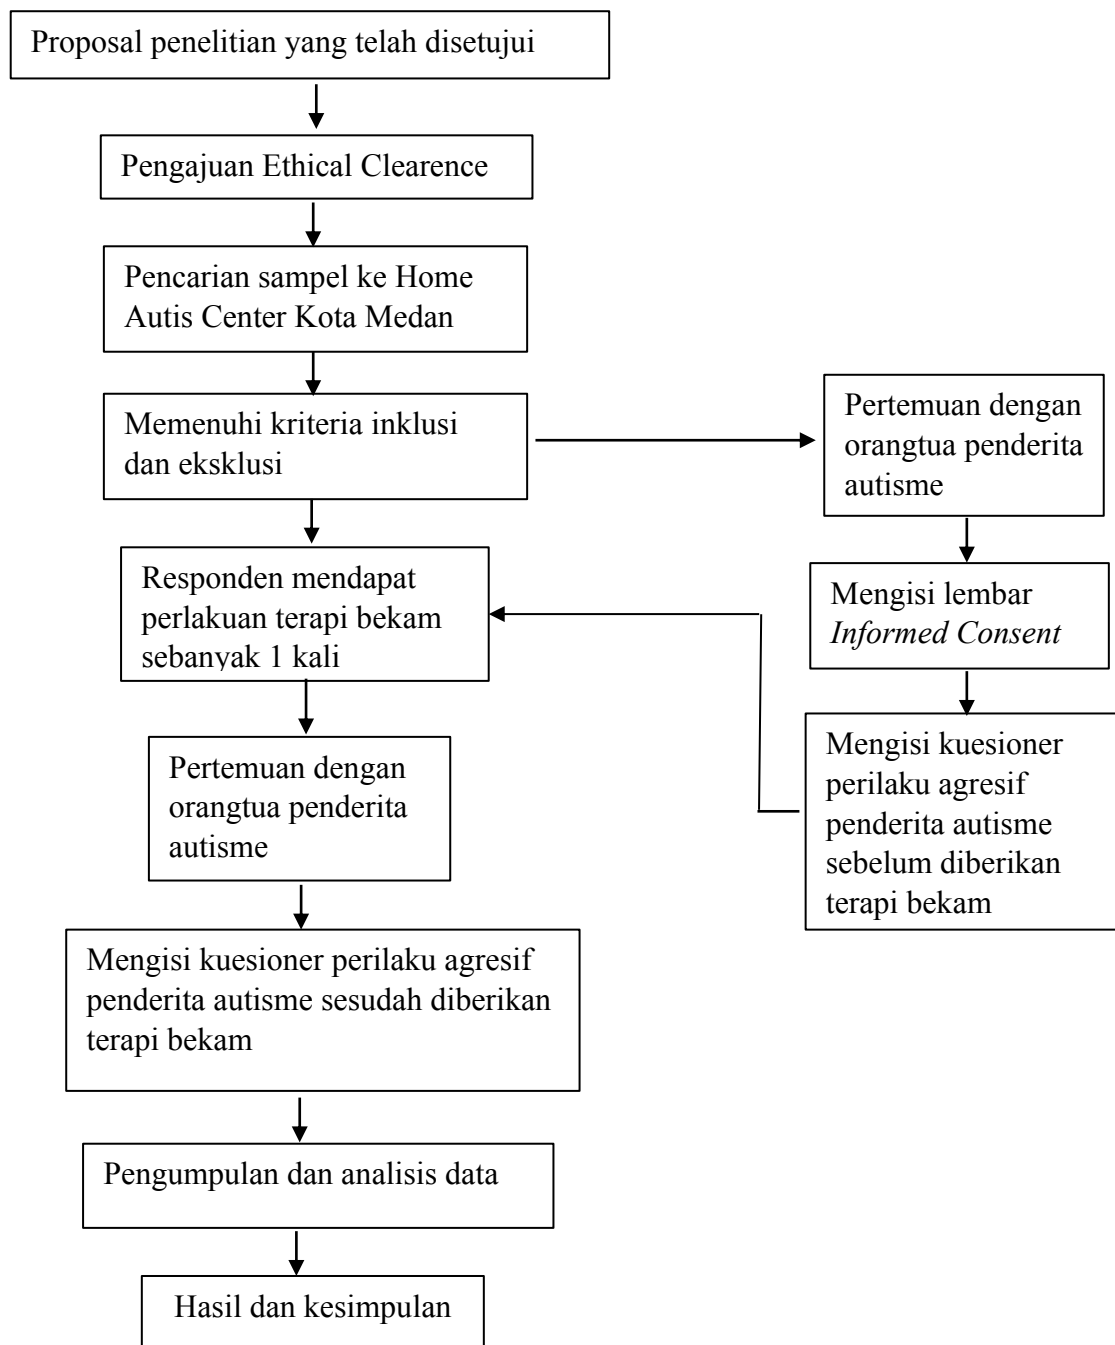 Proposal penelitian yang telah disetujui
Pengajuan Ethical Clearence
Pencarian sampel ke Home
Autis Center Kota Medan
Memenuhi kriteria inklusi
dan eksklusi
Pertemuan dengan
orangtua penderita
autisme
Mengisi lembar
Informed Consent
Mengisi kuesioner
perilaku agresif
penderita autisme
sebelum diberikan
terapi bekam
Responden mendapat
perlakuan terapi bekam
sebanyak 1 kali
Pertemuan dengan
orangtua penderita
autisme
Mengisi kuesioner perilaku agresif
penderita autisme sesudah diberikan
terapi bekam
Pengumpulan dan analisis data
Hasil dan kesimpulan